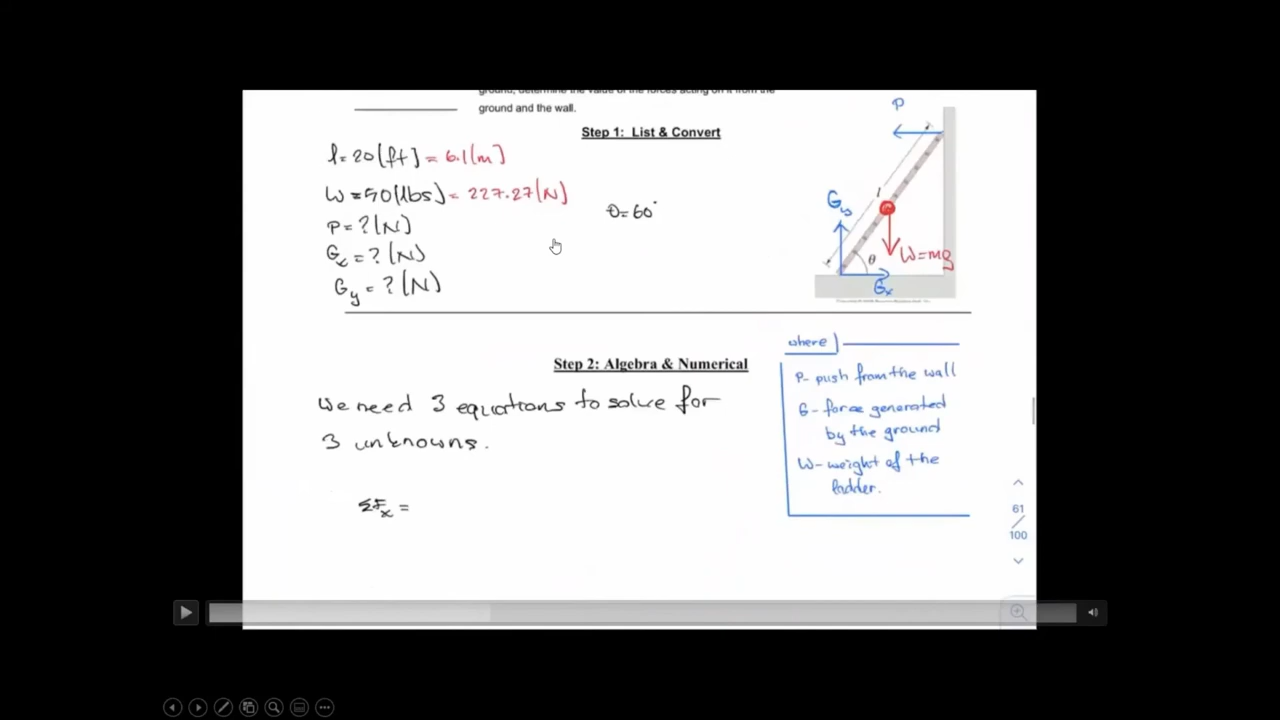 ground and the wall.
Step 1: List & Convert
l=20[ft] = 6.1[m]
W=50[lbs] = 227.27[N]
θ=60°
P = ?[N]
Gx = ?[N]
Gy = ?[N]
P
l
Gy
θ
W=mg
Gx
Step 2: Algebra & Numerical
We need 3 equations to solve for
3 unknowns.
ΣFx =
where
P- push from the wall
G- force generated
by the ground
W- weight of the
ladder.
61
/
100